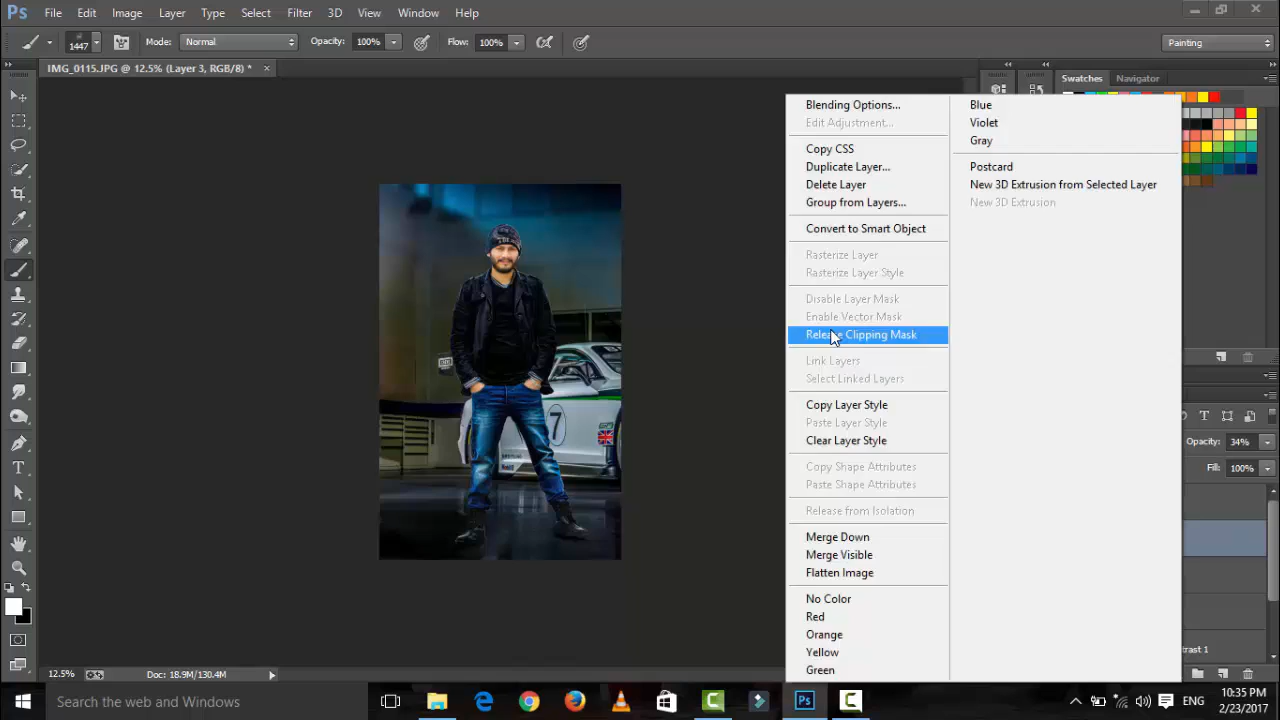 Ps File Edit Image Layer Type Select Filter 3D View Window Help
1447 Mode: Normal Opacity: 100% Flow: 100% Painting
IMG_0115.JPG @ 12.5% (Layer 3, RGB/8) * ×
Swatches Navigator
Blending Options...
Edit Adjustment...
Copy CSS
Duplicate Layer...
Delete Layer
Group from Layers...
Convert to Smart Object
Rasterize Layer
Rasterize Layer Style
Disable Layer Mask
Enable Vector Mask
Release Clipping Mask
Link Layers
Select Linked Layers
Copy Layer Style
Paste Layer Style
Clear Layer Style
Copy Shape Attributes
Paste Shape Attributes
Release from Isolation
Merge Down
Merge Visible
Flatten Image
No Color
Red
Orange
Yellow
Green
Blue
Violet
Gray
Postcard
New 3D Extrusion from Selected Layer
New 3D Extrusion
7
Opacity: 34%
Fill: 100%
trast 1
12.5% Doc: 18.9M/130.4M
Search the web and Windows
Ps
ENG
10:35 PM
2/23/2017